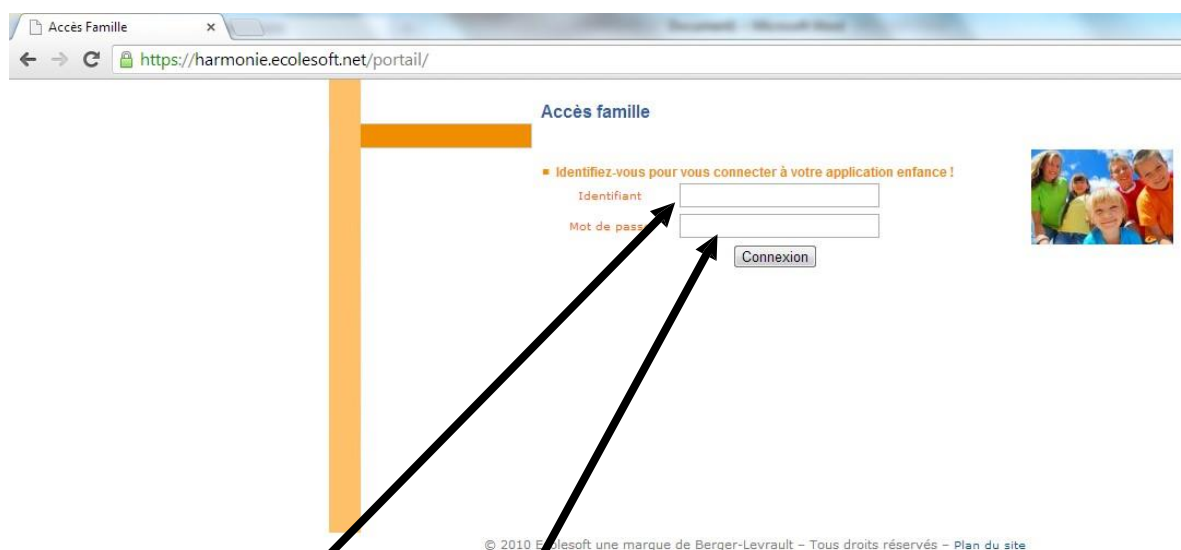 Accès Famille
https://harmonie.ecolesoft.net/portail/
Accès famille
Identifiez-vous pour vous connecter à votre application enfance !
Identifiant
Mot de passe
Connexion
© 2010 Ecolesoft une marque de Berger-Levrault – Tous droits réservés – Plan du site